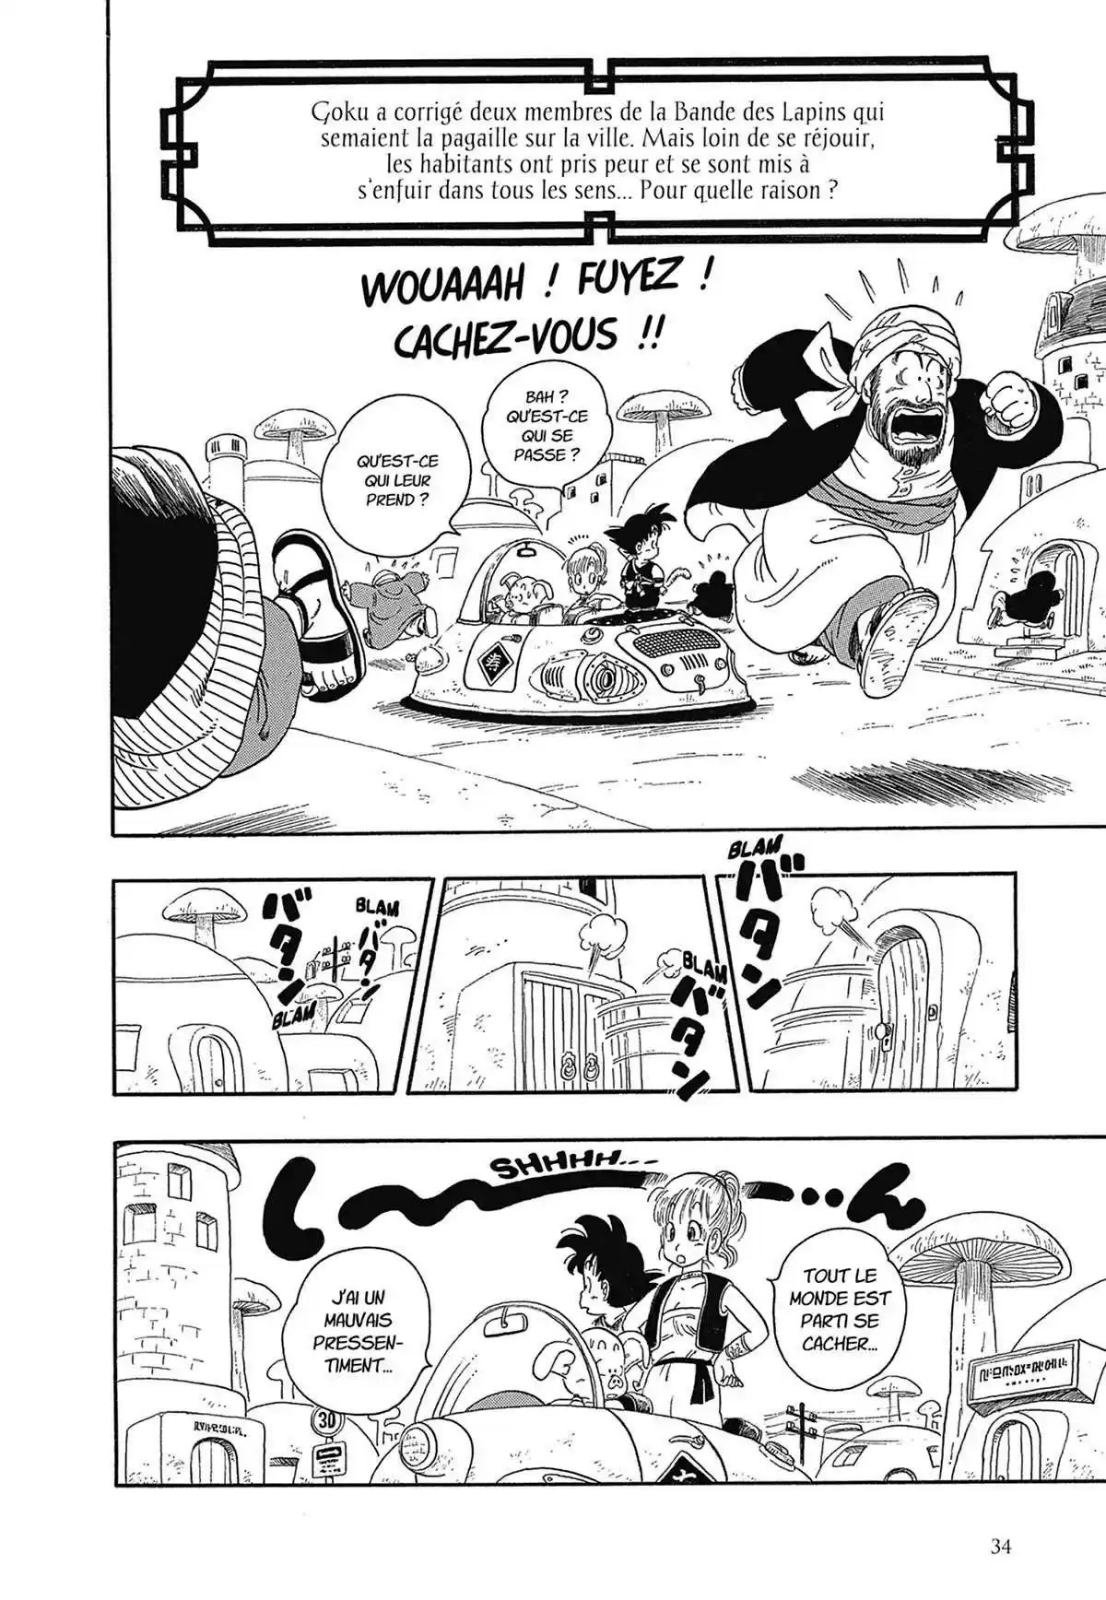 Goku a corrigé deux membres de la Bande des Lapins qui
semaient la pagaille sur la ville. Mais loin de se réjouir,
les habitants ont pris peur et se sont mis à
s'enfuir dans tous les sens... Pour quelle raison ?
WOUAAAH ! FUYEZ !
CACHEZ-VOUS !!
BAH ?
QU'EST-CE
QUI SE
PASSE ?
QU'EST-CE
QUI LEUR
PREND ?
BLAM
バタン
BLAM
バタン
BLAM
バタン
BLAM
バタン
SHHHH...
し〜〜…ん
TOUT LE
MONDE EST
PARTI SE
CACHER...
J'AI UN
MAUVAIS
PRESSEN-
TIMENT...
30
34